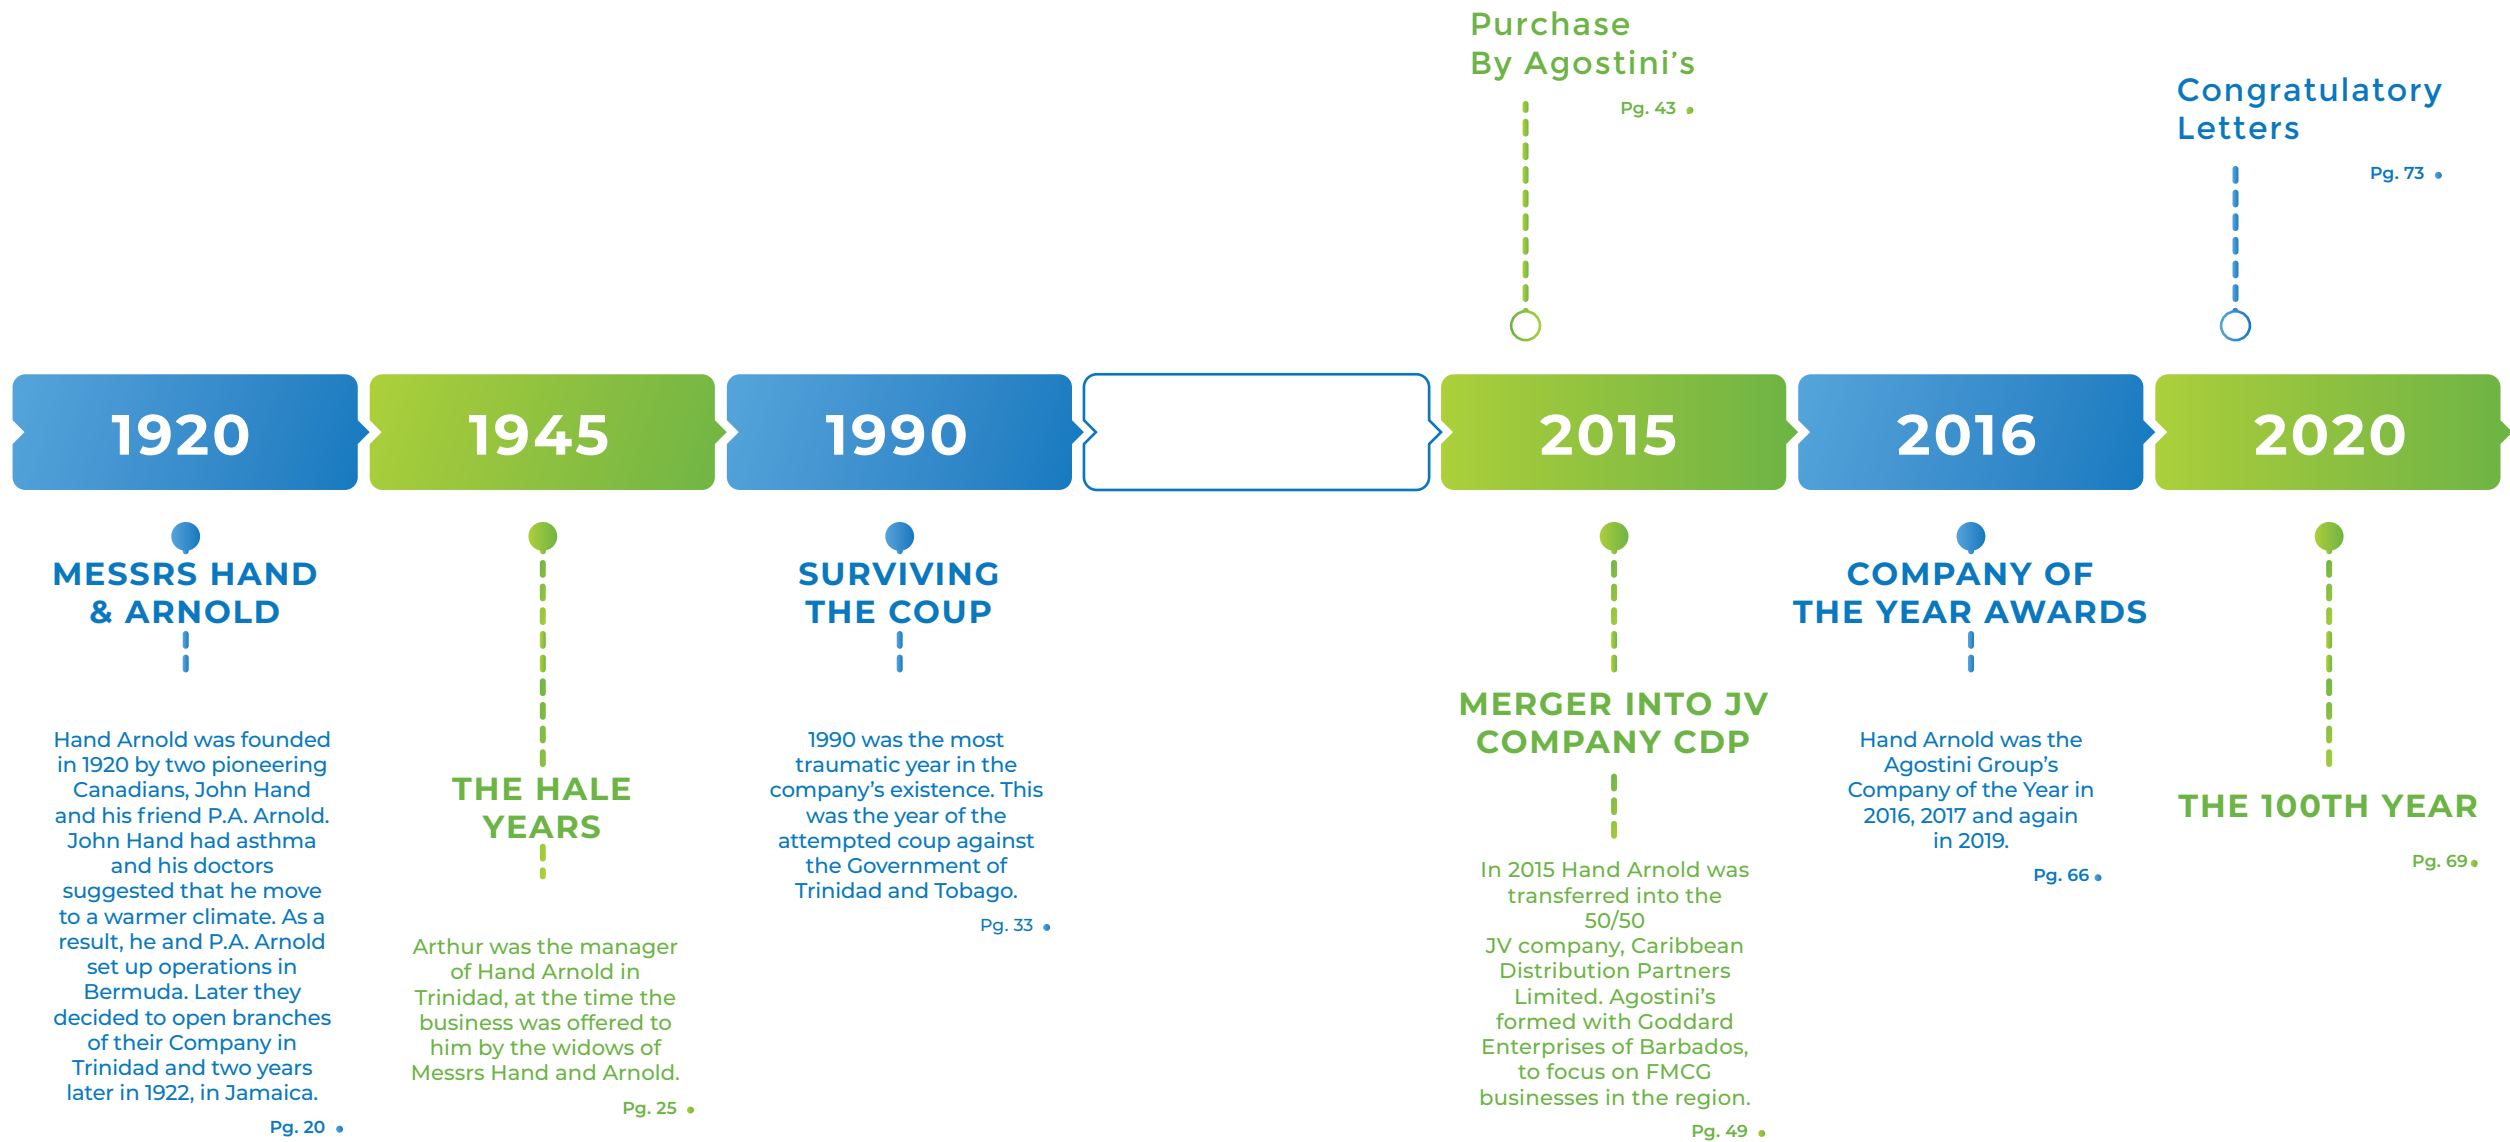 Purchase
By Agostini’s
Pg. 43
Congratulatory
Letters
Pg. 73
1920
1945
1990
2015
2016
2020
MESSRS HAND
& ARNOLD
Hand Arnold was founded
in 1920 by two pioneering
Canadians, John Hand
and his friend P.A. Arnold.
John Hand had asthma
and his doctors
suggested that he move
to a warmer climate. As a
result, he and P.A. Arnold
set up operations in
Bermuda. Later they
decided to open branches
of their Company in
Trinidad and two years
later in 1922, in Jamaica.
Pg. 20
THE HALE
YEARS
Arthur was the manager
of Hand Arnold in
Trinidad, at the time the
business was offered to
him by the widows of
Messrs Hand and Arnold.
Pg. 25
SURVIVING
THE COUP
1990 was the most
traumatic year in the
company’s existence. This
was the year of the
attempted coup against
the Government of
Trinidad and Tobago.
Pg. 33
MERGER INTO JV
COMPANY CDP
In 2015 Hand Arnold was
transferred into the
50/50
JV company, Caribbean
Distribution Partners
Limited. Agostini’s
formed with Goddard
Enterprises of Barbados,
to focus on FMCG
businesses in the region.
Pg. 49
COMPANY OF
THE YEAR AWARDS
Hand Arnold was the
Agostini Group’s
Company of the Year in
2016, 2017 and again
in 2019.
Pg. 66
THE 100TH YEAR
Pg. 69